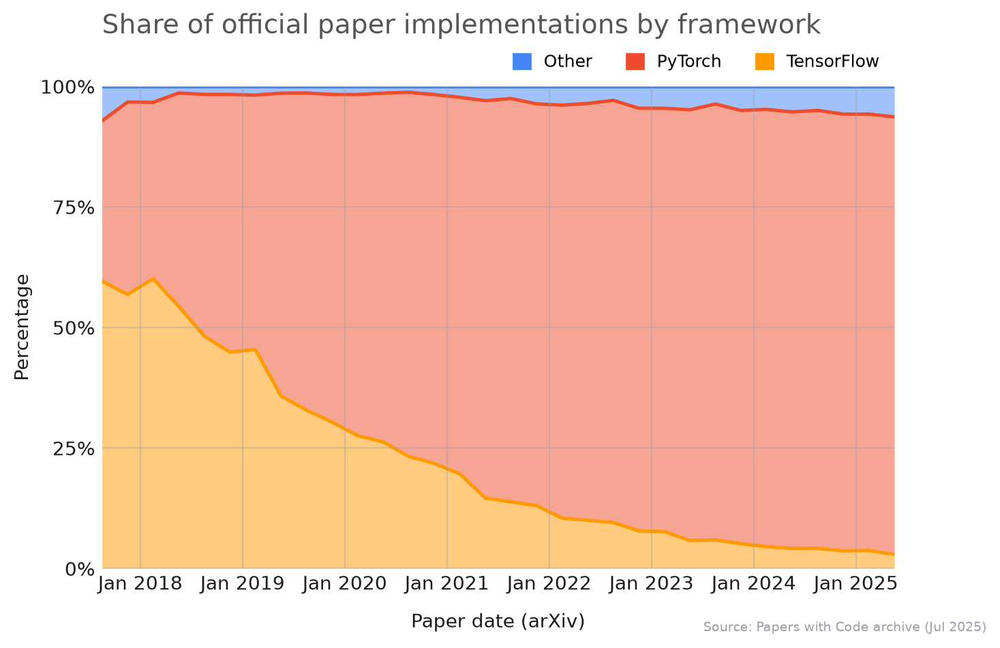 Share of official paper implementations by framework
Other PyTorch TensorFlow
100%
75%
50%
25%
0%
Percentage
Jan 2018 Jan 2019 Jan 2020 Jan 2021 Jan 2022 Jan 2023 Jan 2024 Jan 2025
Paper date (arXiv)
Source: Papers with Code archive (Jul 2025)